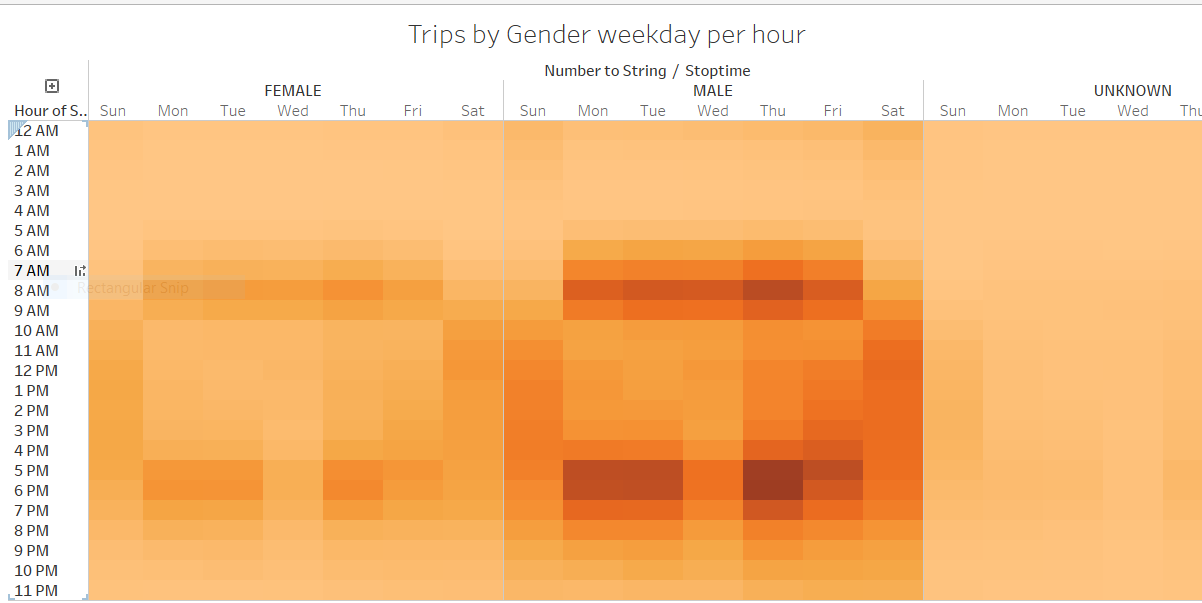 Trips by Gender weekday per hour
Number to String / Stoptime
FEMALE MALE UNKNOWN
Hour of S.. Sun Mon Tue Wed Thu Fri Sat Sun Mon Tue Wed Thu Fri Sat Sun Mon Tue Wed Thu
12 AM
1 AM
2 AM
3 AM
4 AM
5 AM
6 AM
7 AM
8 AM Rectangular Snip
9 AM
10 AM
11 AM
12 PM
1 PM
2 PM
3 PM
4 PM
5 PM
6 PM
7 PM
8 PM
9 PM
10 PM
11 PM